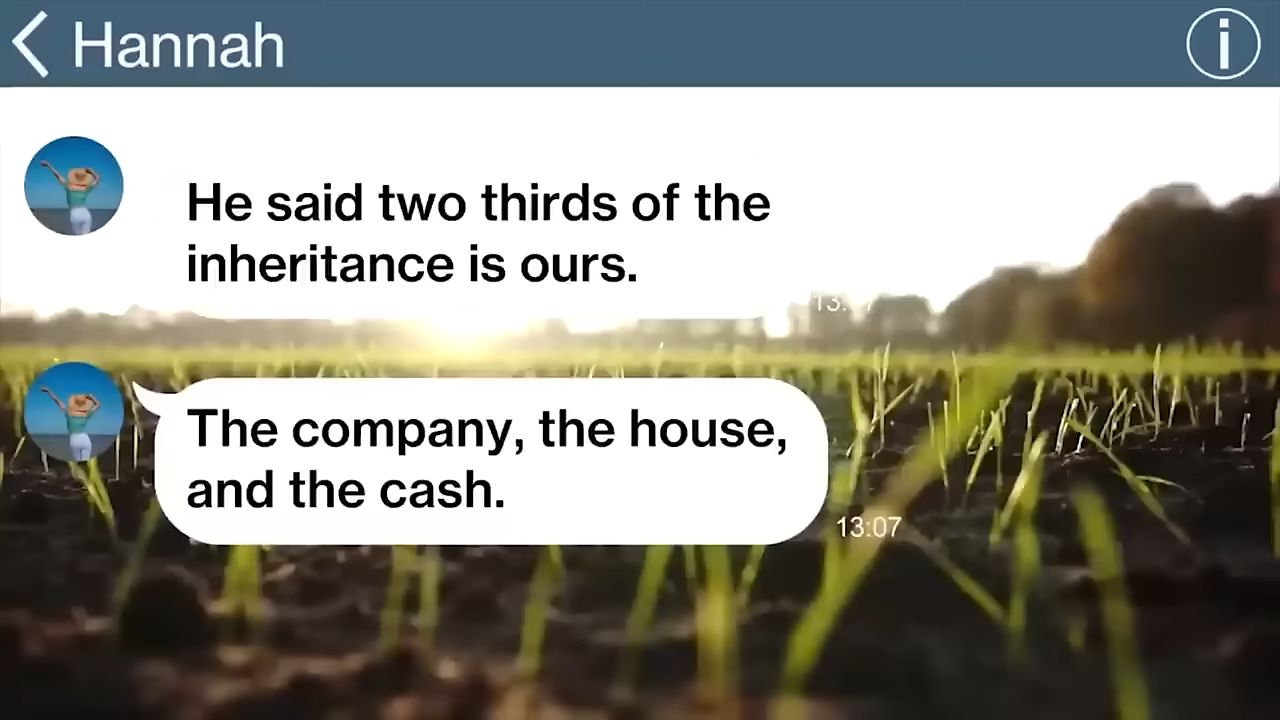 Hannah
He said two thirds of the
inheritance is ours.
The company, the house,
and the cash.
13:07